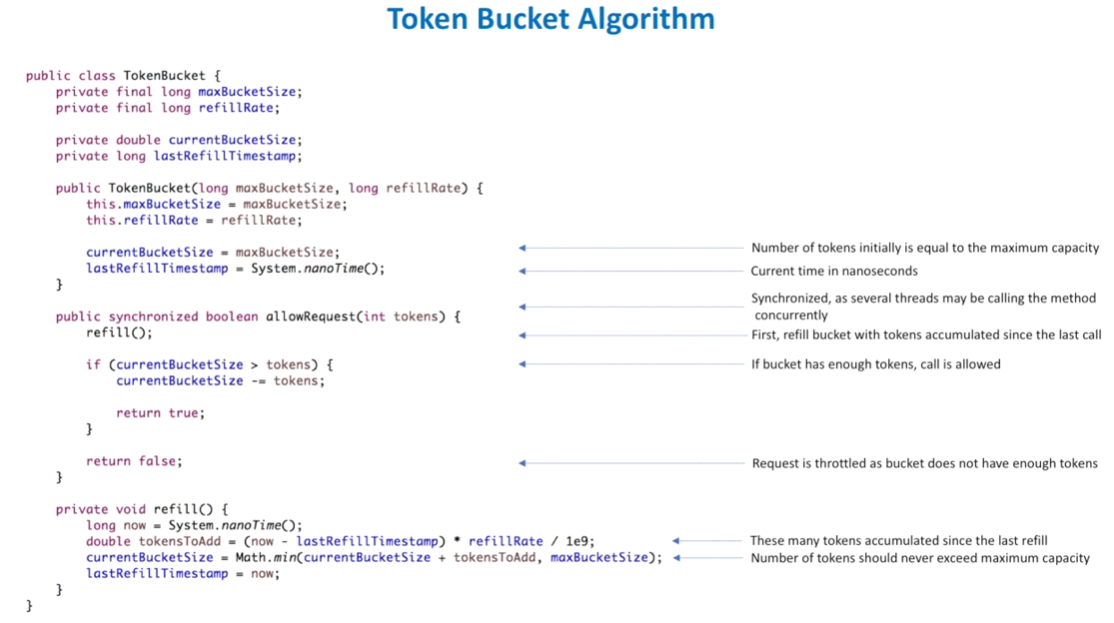 Token Bucket Algorithm
public class TokenBucket {
private final long maxBucketSize;
private final long refillRate;
private double currentBucketSize;
private long lastRefillTimestamp;
public TokenBucket(long maxBucketSize, long refillRate) {
this.maxBucketSize = maxBucketSize;
this.refillRate = refillRate;
currentBucketSize = maxBucketSize;
Number of tokens initially is equal to the maximum capacity
lastRefillTimestamp = System.nanoTime();
Current time in nanoseconds
}
public synchronized boolean allowRequest(int tokens) {
Synchronized, as several threads may be calling the method
concurrently
refill();
First, refill bucket with tokens accumulated since the last call
if (currentBucketSize > tokens) {
If bucket has enough tokens, call is allowed
currentBucketSize -= tokens;
return true;
}
return false;
Request is throttled as bucket does not have enough tokens
}
private void refill() {
long now = System.nanoTime();
double tokensToAdd = (now - lastRefillTimestamp) * refillRate / 1e9;
These many tokens accumulated since the last refill
currentBucketSize = Math.min(currentBucketSize + tokensToAdd, maxBucketSize);
Number of tokens should never exceed maximum capacity
lastRefillTimestamp = now;
}
}